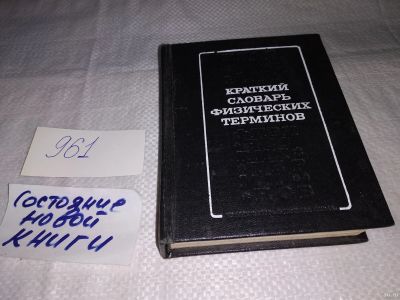 КРАТКИЙ
СЛОВАРЬ
ФИЗИЧЕСКИХ
ТЕРМИНОВ
961
СОСТОЯНИЕ
НОВОЙ
КНИГИ